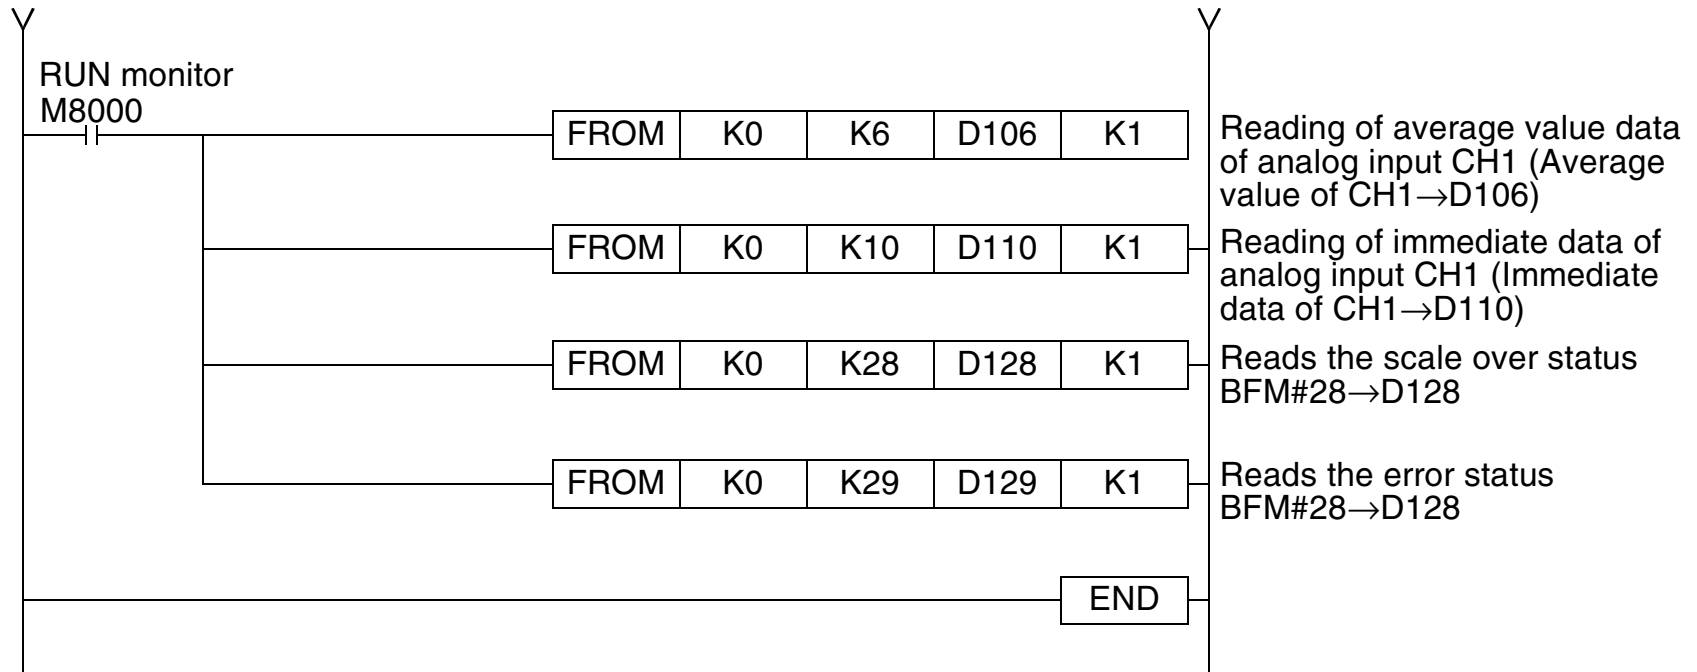 RUN monitor
M8000
FROM K0 K6 D106 K1
Reading of average value data
of analog input CH1 (Average
value of CH1→D106)
FROM K0 K10 D110 K1
Reading of immediate data of
analog input CH1 (Immediate
data of CH1→D110)
FROM K0 K28 D128 K1
Reads the scale over status
BFM#28→D128
FROM K0 K29 D129 K1
Reads the error status
BFM#28→D128
END